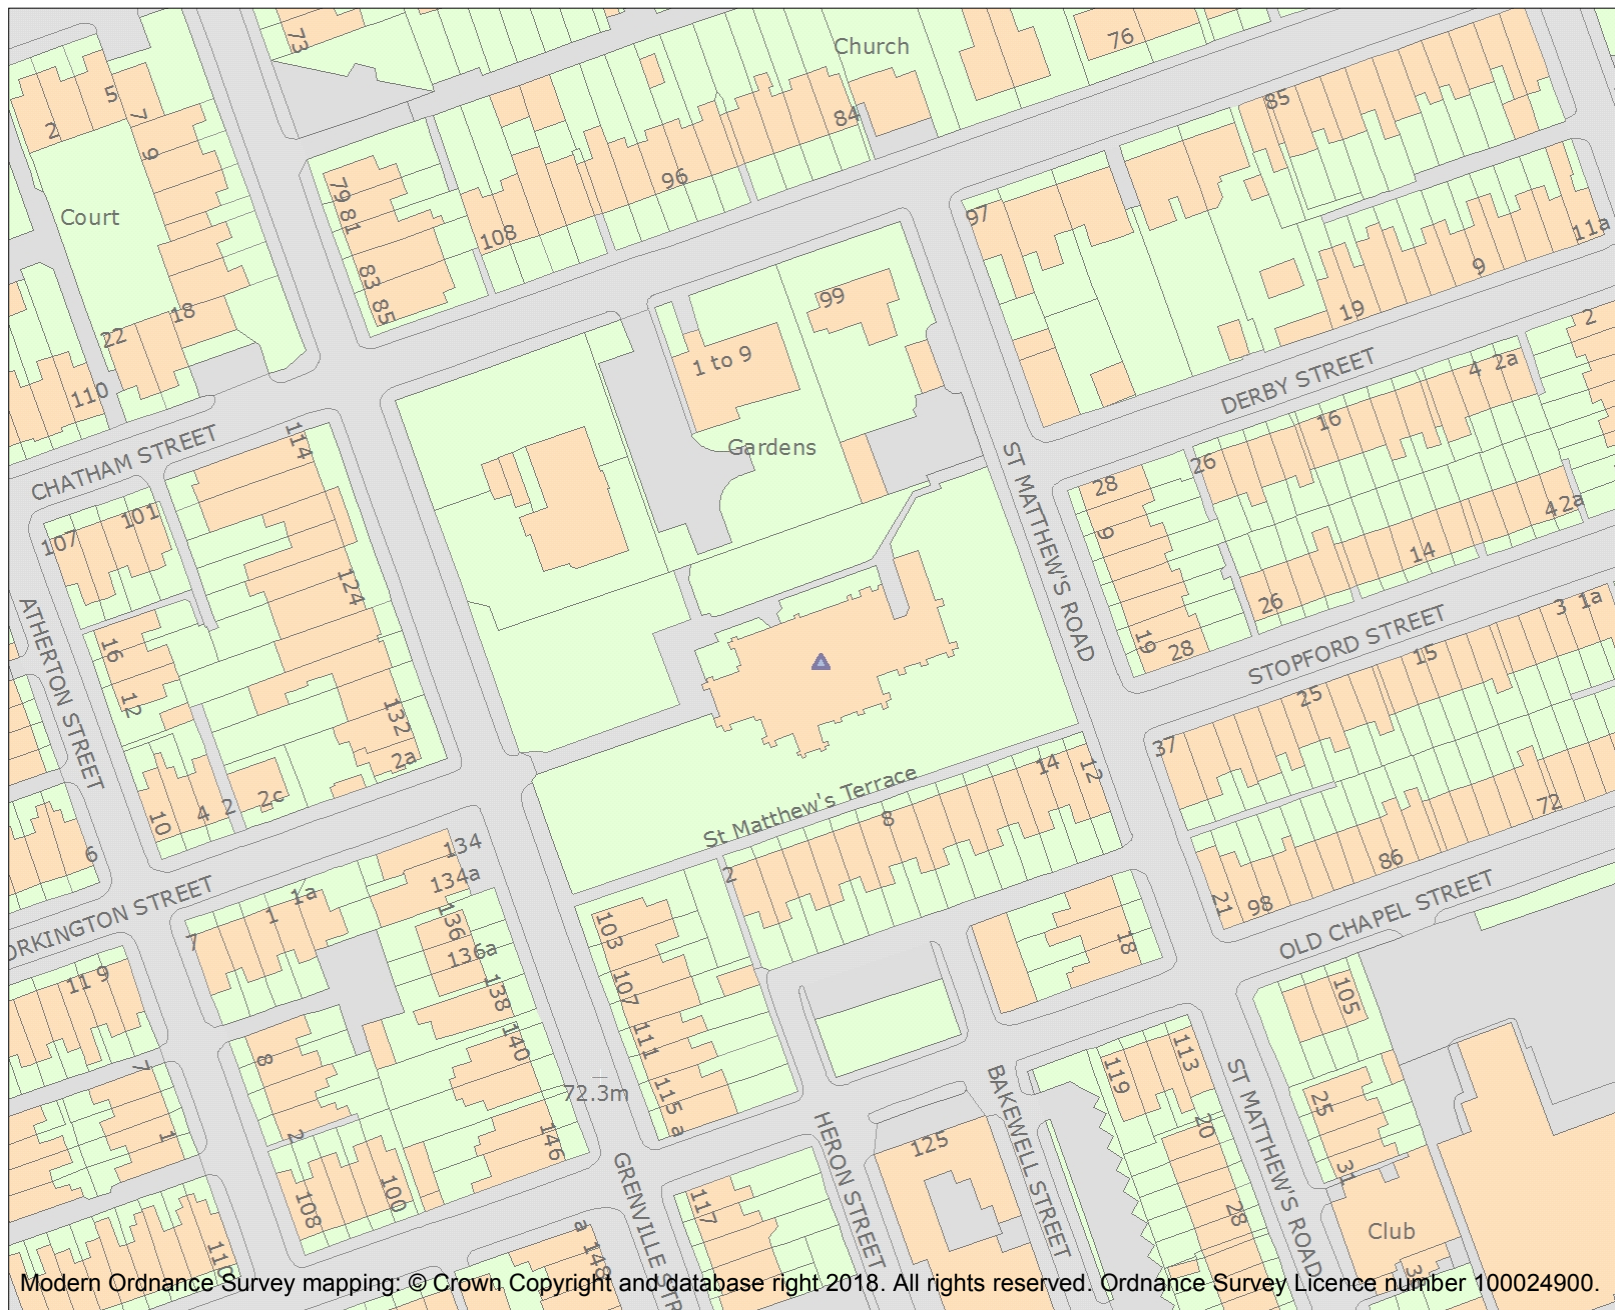 73
Church
76
5
2
7
9
84
85
79
81
96
Court
108
97
11a
83
85
9
18
22
99
19
2
1 to 9
110
4 2a
DERBY STREET
16
114
Gardens
CHATHAM STREET
26
28
101
107
9
4 2a
124
14
ST MATTHEW'S ROAD
26
3 1a
16
19
28
STOPFORD STREET
15
ATHERTON STREET
12
25
132
2a
37
14
12
St Matthew's Terrace
2c
2
4
10
8
72
6
134
86
2
134a
1a
1
ORKINGTON STREET
98
21
OLD CHAPEL STREET
7
136
103
18
136a
11 9
107
138
105
8
140
111
113
119
7
72.3m
115
a
BAKEWELL STREET
ST MATTHEW'S ROAD
25
20
1
2
146
HERON STREET
125
31
100
108
117
GRENVILLE STR
28
Club
a
148
110
Modern Ordnance Survey mapping: © Crown Copyright and database right 2018. All rights reserved. Ordnance Survey Licence number 100024900.